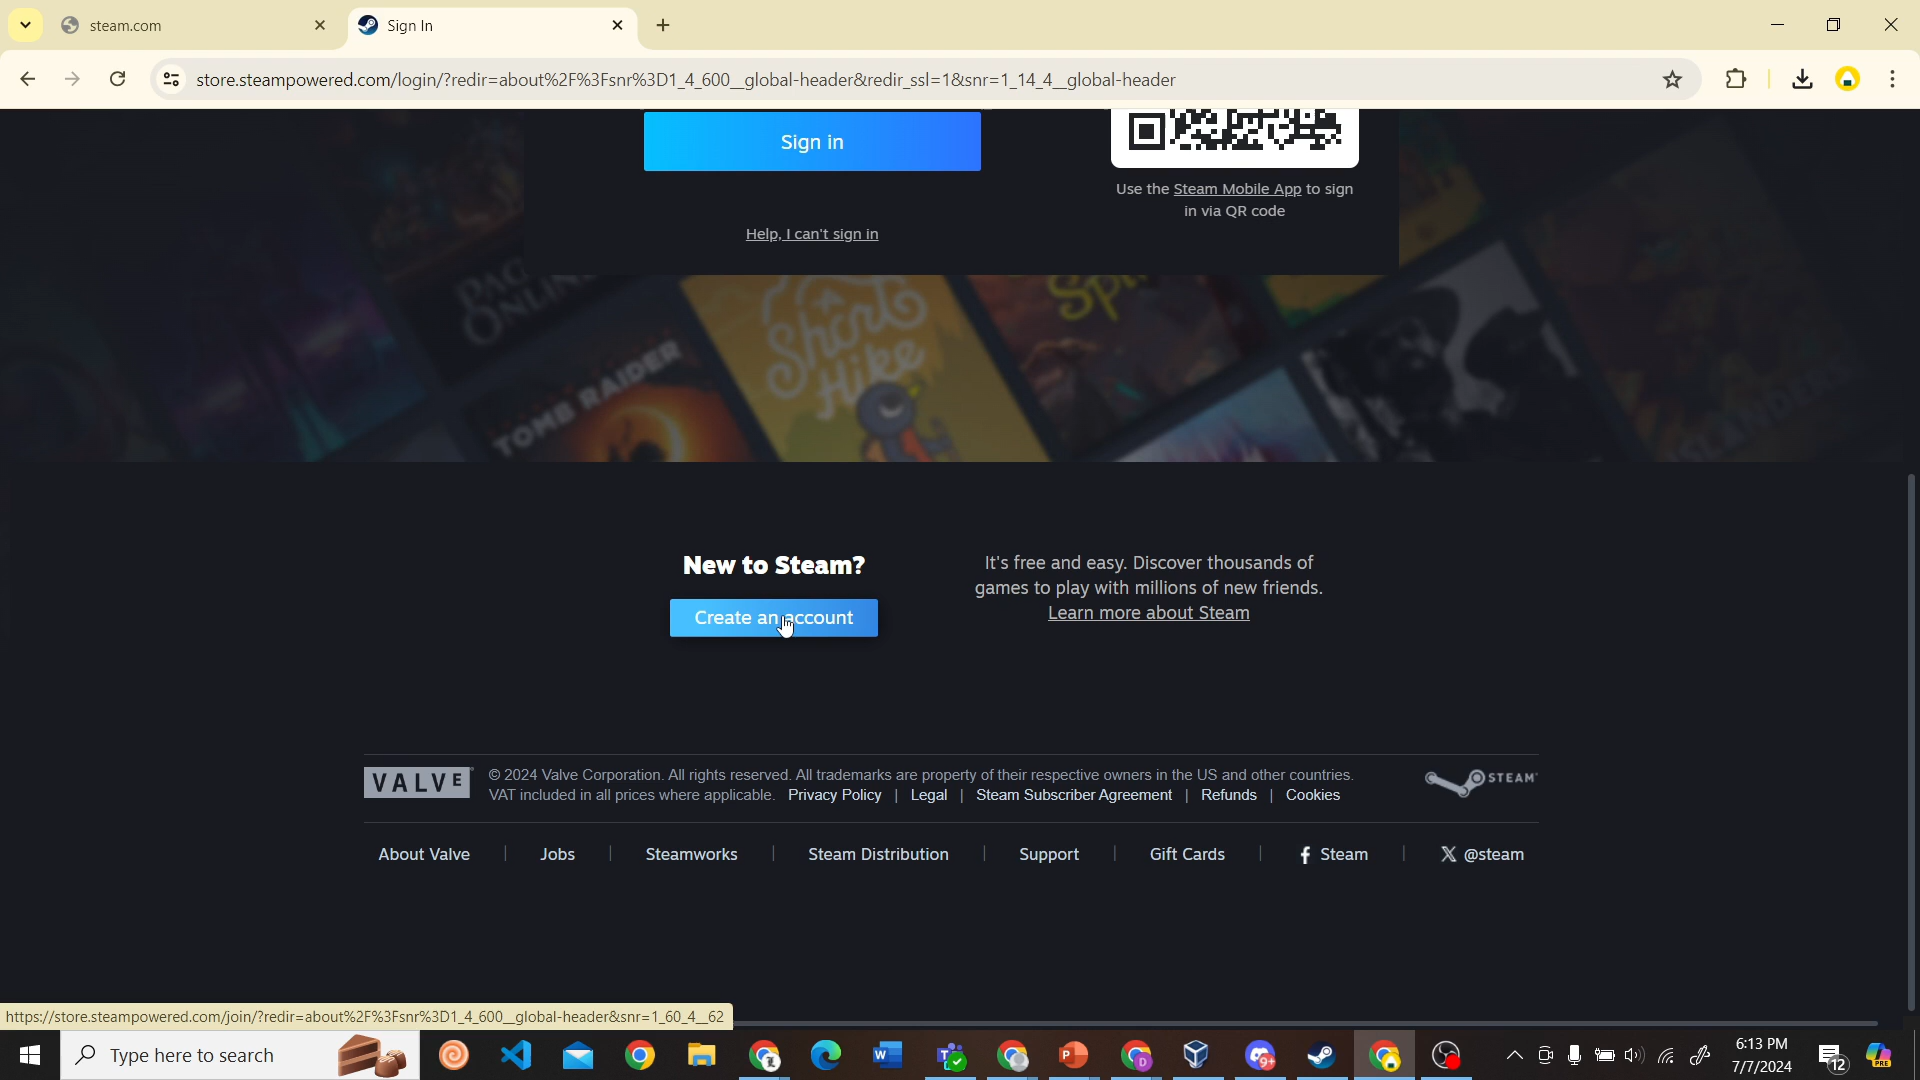 steam.com
Sign In
store.steampowered.com/login/?redir=about%2F%3Fsnr%3D1_4_600__global-header&redir_ssl=1&snr=1_14_4__global-header
Sign in
Use the Steam Mobile App to sign
in via QR code
Help, I can't sign in
TOMB RAIDER
Short
Hike
New to Steam?
Create an account
It's free and easy. Discover thousands of
games to play with millions of new friends.
Learn more about Steam
VALVE
© 2024 Valve Corporation. All rights reserved. All trademarks are property of their respective owners in the US and other countries.
VAT included in all prices where applicable. Privacy Policy | Legal | Steam Subscriber Agreement | Refunds | Cookies
STEAM
About Valve | Jobs | Steamworks | Steam Distribution | Support | Gift Cards | Steam | @steam
https://store.steampowered.com/join/?redir=about%2F%3Fsnr%3D1_4_600__global-header&snr=1_60_4__62
Type here to search
9+
6:13 PM
7/7/2024
12
PRE